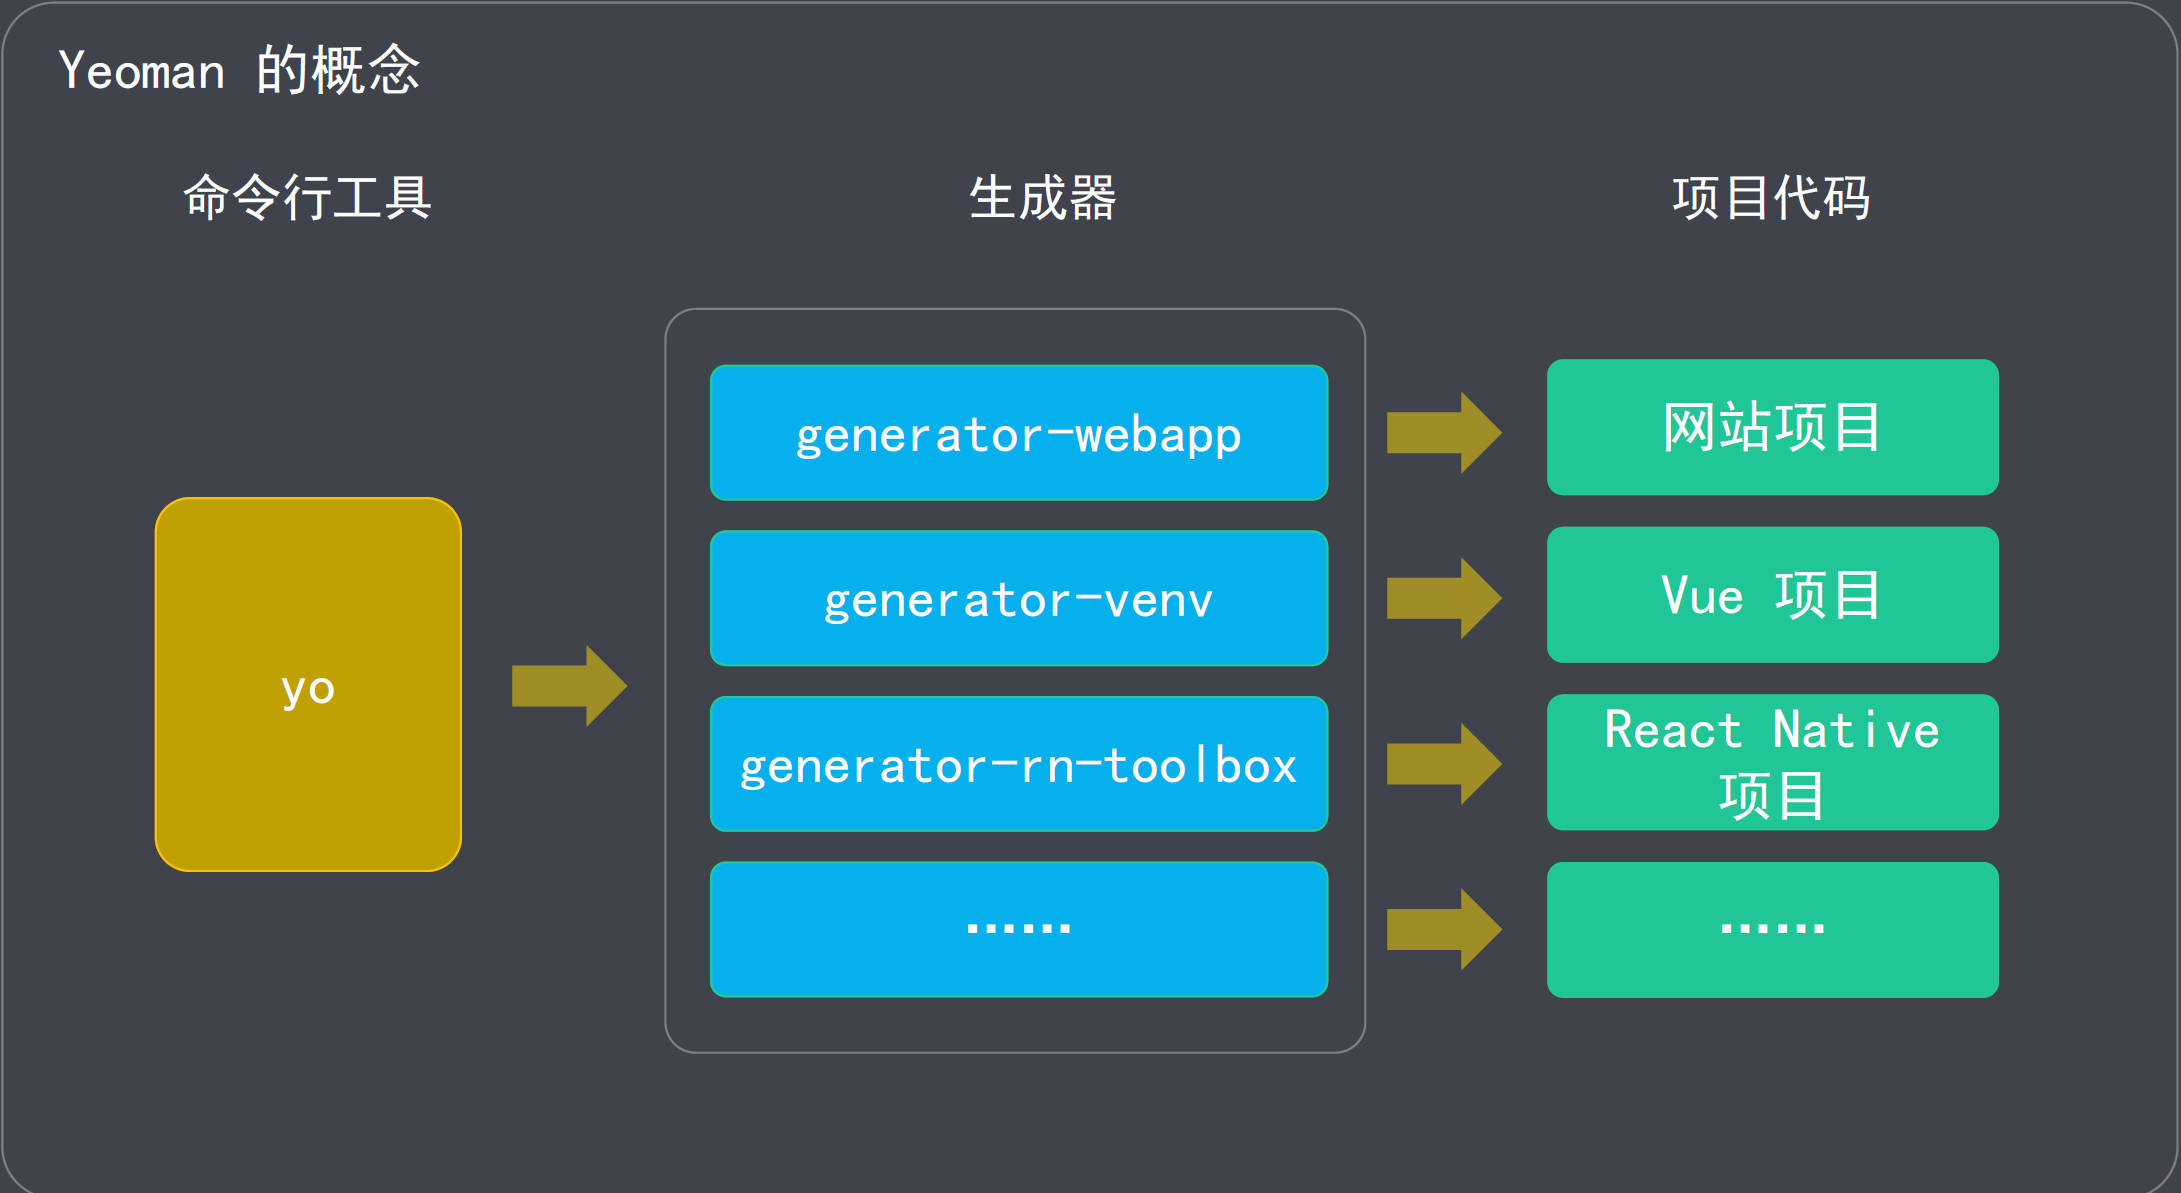 Yeoman 的概念
命令行工具
生成器
项目代码
yo
generator-webapp
generator-venv
generator-rn-toolbox
......
网站项目
Vue 项目
React Native
项目
......